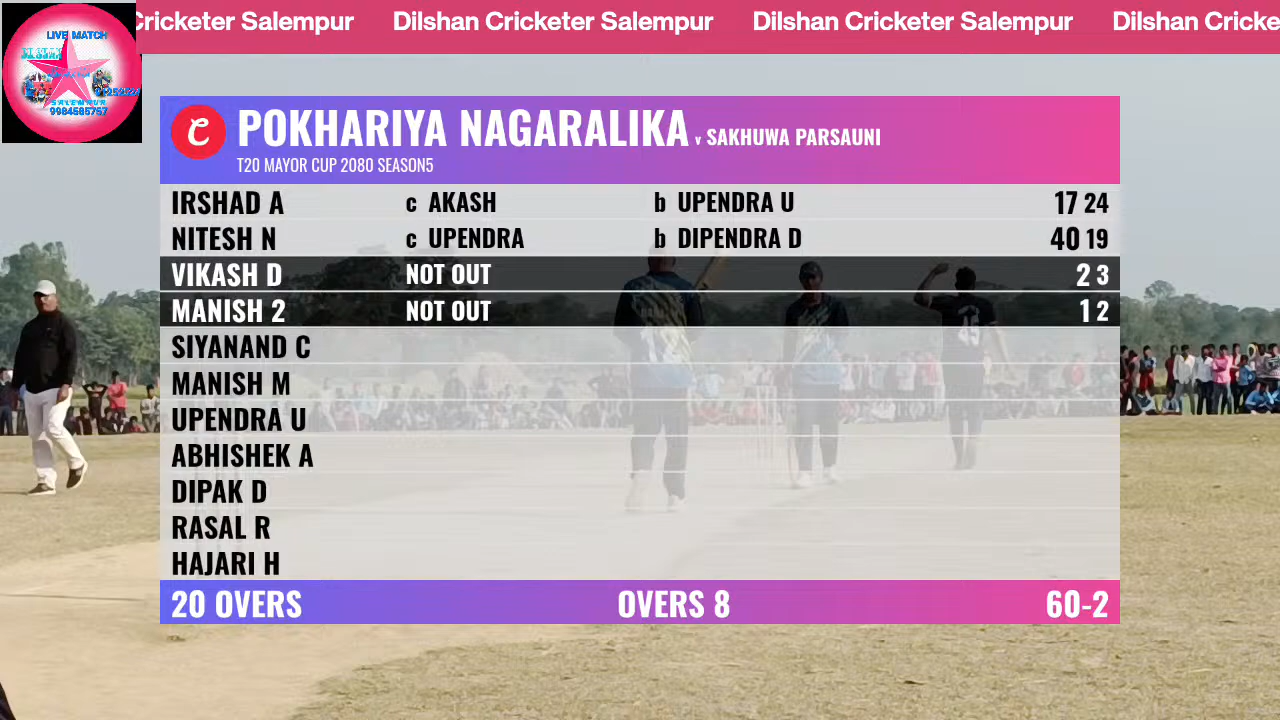 Cricketer Salempur Dilshan Cricketer Salempur Dilshan Cricketer Salempur Dilshan Cricke
LIVE MATCH
SALEMPUR
9984585757
C POKHARIYA NAGARALIKA v SAKHUWA PARSAUNI
T20 MAYOR CUP 2080 SEASON5
IRSHAD A c AKASH b UPENDRA U 17 24
NITESH N c UPENDRA b DIPENDRA D 40 19
VIKASH D NOT OUT 2 3
MANISH 2 NOT OUT 1 2
SIYANAND C
MANISH M
UPENDRA U
ABHISHEK A
DIPAK D
RASAL R
HAJARI H
20 OVERS OVERS 8 60-2